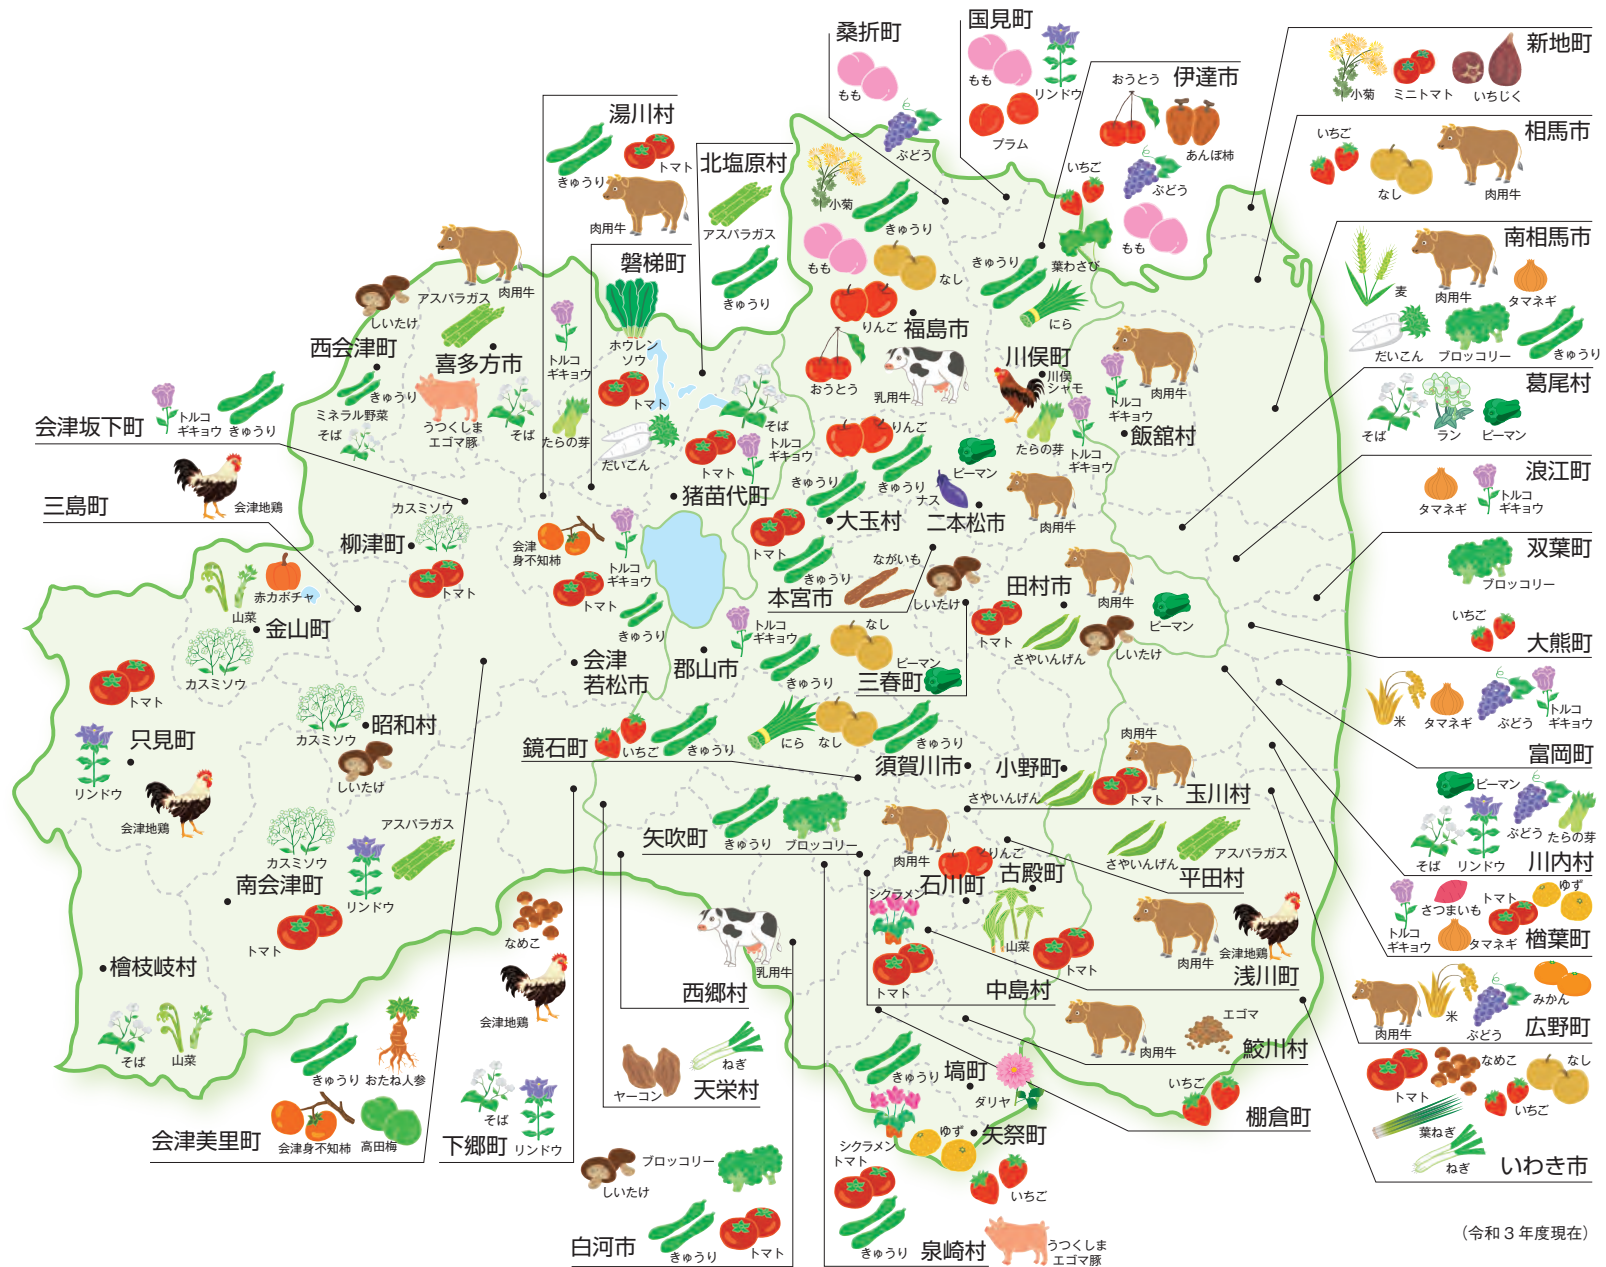 桑折町
もも
ぶどう
国見町
もも
リンドウ
プラム
伊達市
おうとう
あんぽ柿
いちご
ぶどう
もも
葉わさび
きゅうり
にら
新地町
小菊
ミニトマト
いちじく
相馬市
いちご
なし
肉用牛
南相馬市
麦
肉用牛
タマネギ
だいこん
ブロッコリー
きゅうり
葛尾村
そば
ラン
ピーマン
浪江町
タマネギ
トルコ
ギキョウ
双葉町
ブロッコリー
いちご
大熊町
米
タマネギ
ぶどう
トルコ
ギキョウ
富岡町
ピーマン
ぶどう
たらの芽
そば
リンドウ
川内村
ゆず
さつまいも
トマト
トルコ
ギキョウ
タマネギ
楢葉町
みかん
肉用牛
米
ぶどう
広野町
トマト
なめこ
なし
いちご
葉ねぎ
ねぎ
いわき市
湯川村
きゅうり
トマト
肉用牛
北塩原村
アスパラガス
きゅうり
磐梯町
ホウレン
ソウ
トマト
だいこん
小菊
きゅうり
もも
なし
りんご
福島市
おうとう
乳用牛
川俣町
川俣
シャモ
たらの芽
トルコ
ギキョウ
肉用牛
トルコ
ギキョウ
飯舘村
肉用牛
アスパラガス
しいたけ
西会津町
喜多方市
きゅうり
ミネラル野菜
そば
うつくしま
エゴマ豚
そば
トルコ
ギキョウ
たらの芽
会津坂下町
トルコ
ギキョウ
きゅうり
三島町
会津地鶏
カスミソウ
柳津町
トマト
そば
トマト
トルコ
ギキョウ
猪苗代町
りんご
きゅうり
ピーマン
ナス
二本松市
肉用牛
きゅうり
大玉村
トマト
きゅうり
ながいも
本宮市
しいたけ
会津
身不知柿
トルコ
ギキョウ
トマト
きゅうり
会津
若松市
トルコ
ギキョウ
郡山市
きゅうり
なし
ピーマン
三春町
田村市
肉用牛
トマト
さやいんげん
しいたけ
ピーマン
赤カボチャ
山菜
金山町
カスミソウ
トマト
只見町
リンドウ
会津地鶏
カスミソウ
昭和村
しいたけ
カスミソウ
南会津町
リンドウ
アスパラガス
トマト
檜枝岐村
そば
山菜
きゅうり
おたね人参
会津美里町
会津身不知柿
高田梅
なめこ
会津地鶏
そば
下郷町
リンドウ
鏡石町
いちご
きゅうり
にら
なし
きゅうり
須賀川市
小野町
さやいんげん
肉用牛
トマト
玉川村
矢吹町
きゅうり
ブロッコリー
肉用牛
りんご
石川町
古殿町
山菜
トマト
さやいんげん
アスパラガス
平田村
シクラメン
トマト
中島村
肉用牛
会津地鶏
浅川町
乳用牛
西郷村
ヤーコン
ねぎ
天栄村
肉用牛
エゴマ
鮫川村
きゅうり
塙町
ダリヤ
シクラメン
ゆず
矢祭町
いちご
いちご
棚倉町
しいたけ
ブロッコリー
白河市
きゅうり
トマト
トマト
きゅうり
泉崎村
うつくしま
エゴマ豚
（令和３年度現在）